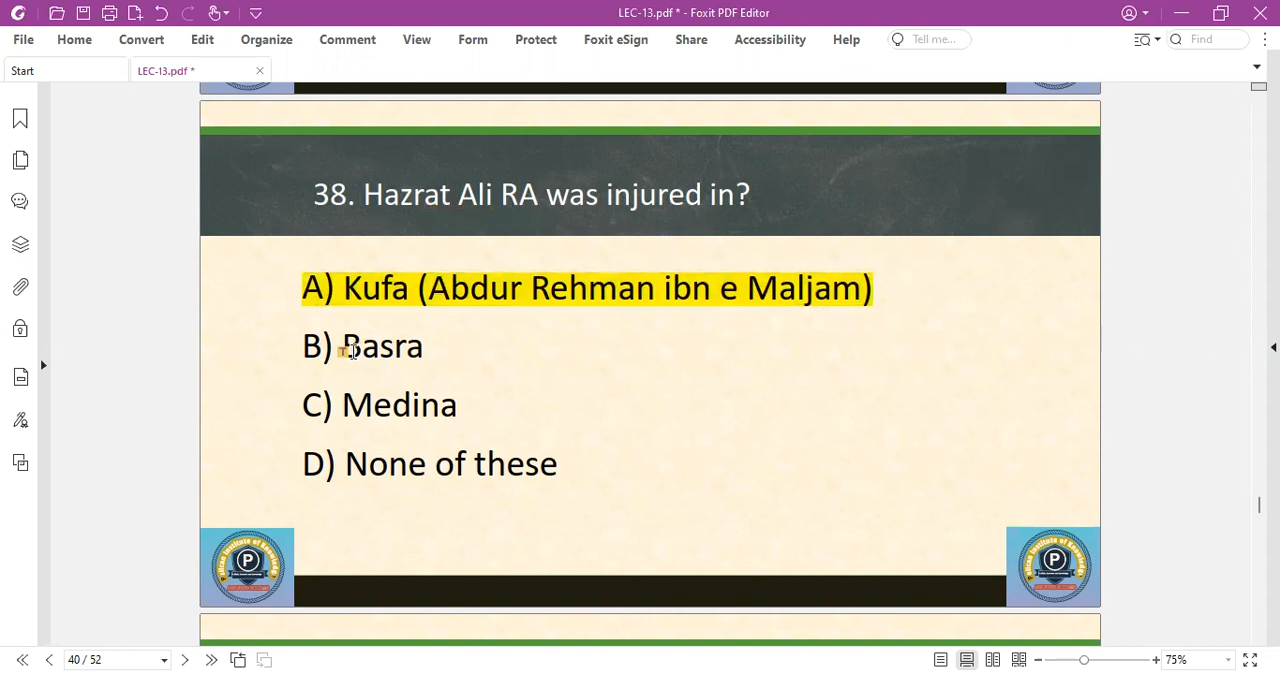 LEC-13.pdf * - Foxit PDF Editor
File Home Convert Edit Organize Comment View Form Protect Foxit eSign Share Accessibility Help Tell me... Find
Start LEC-13.pdf *
38. Hazrat Ali RA was injured in?
A) Kufa (Abdur Rehman ibn e Maljam)
B) Basra
C) Medina
D) None of these
P
P
40 / 52 75%